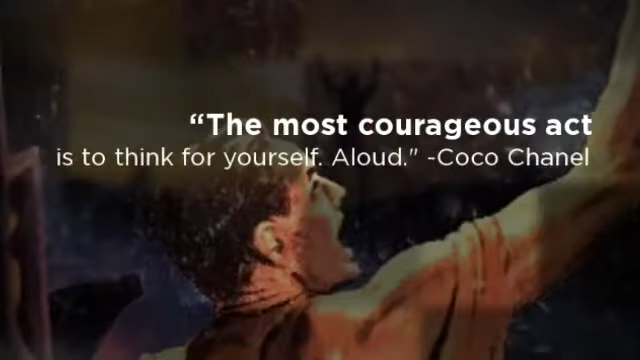 “The most courageous act
is to think for yourself. Aloud." -Coco Chanel